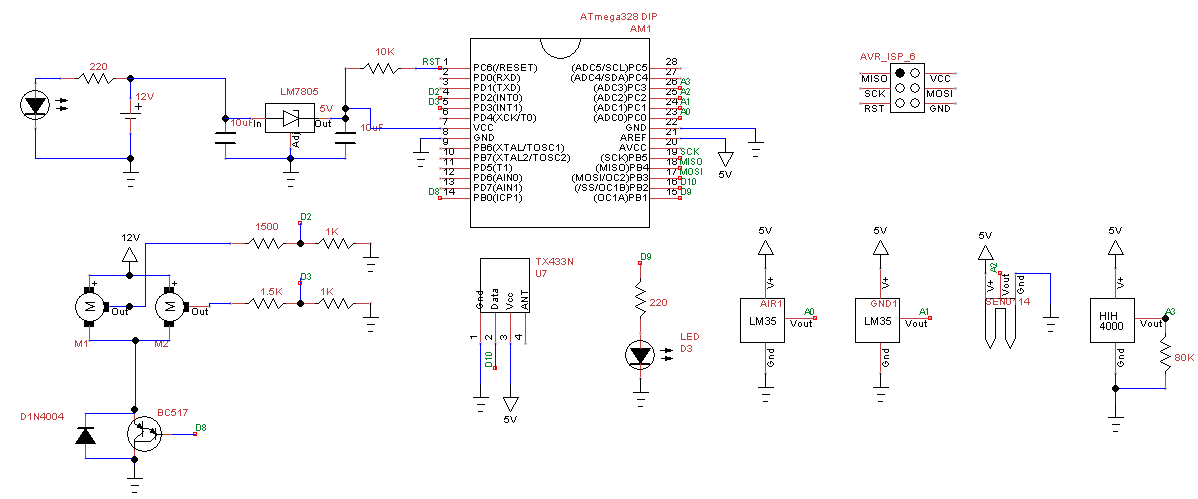 ATmega328 DIP
AM1
RST 1 PC6(/RESET) (ADC5/SCL)PC5 28
2 PD0(RXD) (ADC4/SDA)PC4 27
3 PD1(TXD) (ADC3)PC3 26 A3
D2 4 PD2(INT0) (ADC2)PC2 25 A2
D3 5 PD3(INT1) (ADC1)PC1 24 A1
6 PD4(XCK/T0) (ADC0)PC0 23 A0
7 VCC GND 22
8 GND AREF 21
9 PB6(XTAL/TOSC1) AVCC 20
10 PB7(XTAL2/TOSC2) (SCK)PB5 19 SCK
11 PD5(T1) (MISO)PB4 18 MISO
12 PD6(AIN0) (MOSI/OC2)PB3 17 MOSI
13 PD7(AIN1) (/SS/OC1B)PB2 16 D10
D8 14 PB0(ICP1) (OC1A)PB1 15 D9
5V
220
12V
+
10uF
LM7805
In
5V
Out
Adj
10uF
10K
AVR_ISP_6
MISO VCC
SCK MOSI
RST GND
12V
+ +
M M
Out Out
M1 M2
1500
D2
1K
1.5K
D3
1K
D1N4004
BC517
D8
TX433N
U7
Gnd Data Vcc ANT
1 2 3 4
D10
5V
D9
220
LED
D3
5V
V+
AIR1
LM35
A0
Vout
Gnd
5V
V+
GND1
LM35
A1
Vout
Gnd
5V
A2
V+ Vout Gnd
5V
V+
HIH
4000
A3
Vout
Gnd
80K